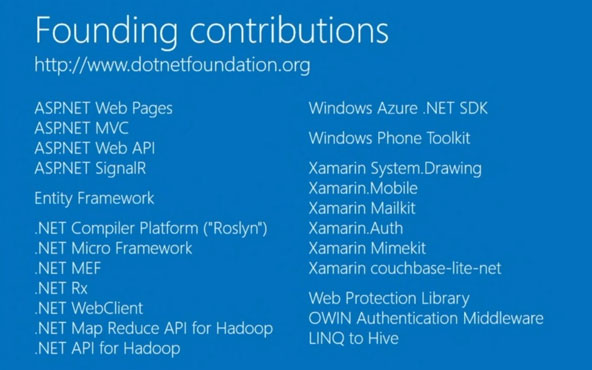 Founding contributions
http://www.dotnetfoundation.org
ASP.NET Web Pages
ASP.NET MVC
ASP.NET Web API
ASP.NET SignalR
Entity Framework
.NET Compiler Platform ("Roslyn")
.NET Micro Framework
.NET MEF
.NET Rx
.NET WebClient
.NET Map Reduce API for Hadoop
.NET API for Hadoop
Windows Azure .NET SDK
Windows Phone Toolkit
Xamarin System.Drawing
Xamarin.Mobile
Xamarin Mailkit
Xamarin.Auth
Xamarin Mimekit
Xamarin couchbase-lite-net
Web Protection Library
OWIN Authentication Middleware
LINQ to Hive